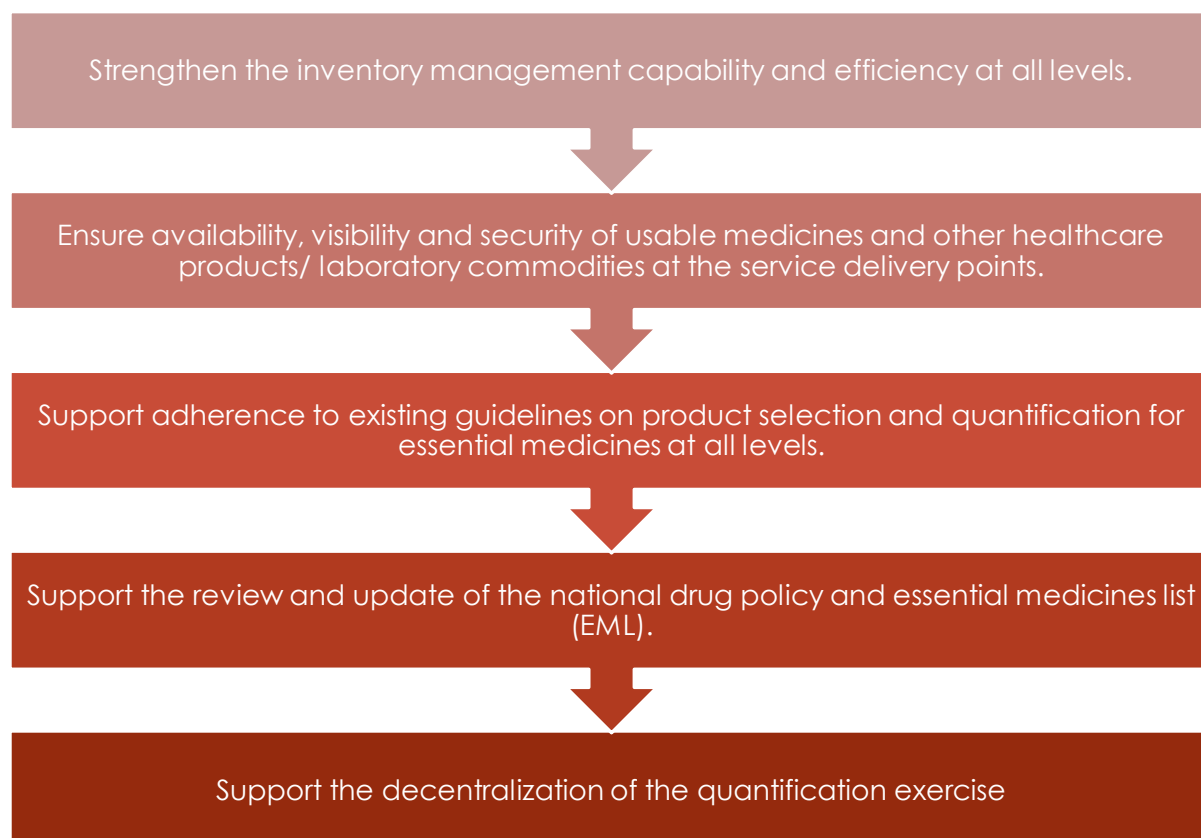 Strengthen the inventory management capability and efficiency at all levels.
Ensure availability, visibility and security of usable medicines and other healthcare
products/ laboratory commodities at the service delivery points.
Support adherence to existing guidelines on product selection and quantification for
essential medicines at all levels.
Support the review and update of the national drug policy and essential medicines list
(EML).
Support the decentralization of the quantification exercise